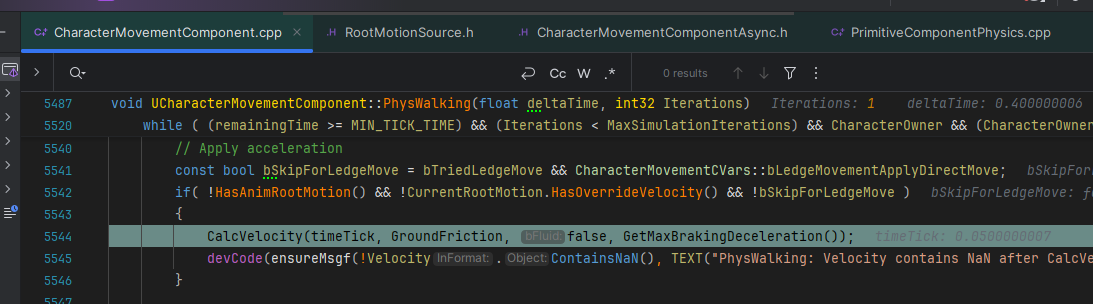 CharacterMovementComponent.cpp × RootMotionSource.h CharacterMovementComponentAsync.h PrimitiveComponentPhysics.cpp
Cc W .* 0 results
5487 void UCharacterMovementComponent::PhysWalking(float deltaTime, int32 Iterations) Iterations: 1 deltaTime: 0.400000006
5520 while ( (remainingTime >= MIN_TICK_TIME) && (Iterations < MaxSimulationIterations) && CharacterOwner && (CharacterOwner
5540 // Apply acceleration
5541 const bool bSkipForLedgeMove = bTriedLedgeMove && CharacterMovementCVars::bLedgeMovementApplyDirectMove; bSkipFor
5542 if( !HasAnimRootMotion() && !CurrentRootMotion.HasOverrideVelocity() && !bSkipForLedgeMove ) bSkipForLedgeMove: f
5543 {
5544 CalcVelocity(timeTick, GroundFriction, bFluid: false, GetMaxBrakingDeceleration()); timeTick: 0.0500000007
5545 devCode(ensureMsgf(!Velocity InFormat: . Object: ContainsNaN(), TEXT("PhysWalking: Velocity contains NaN after CalcVe
5546 }
5547